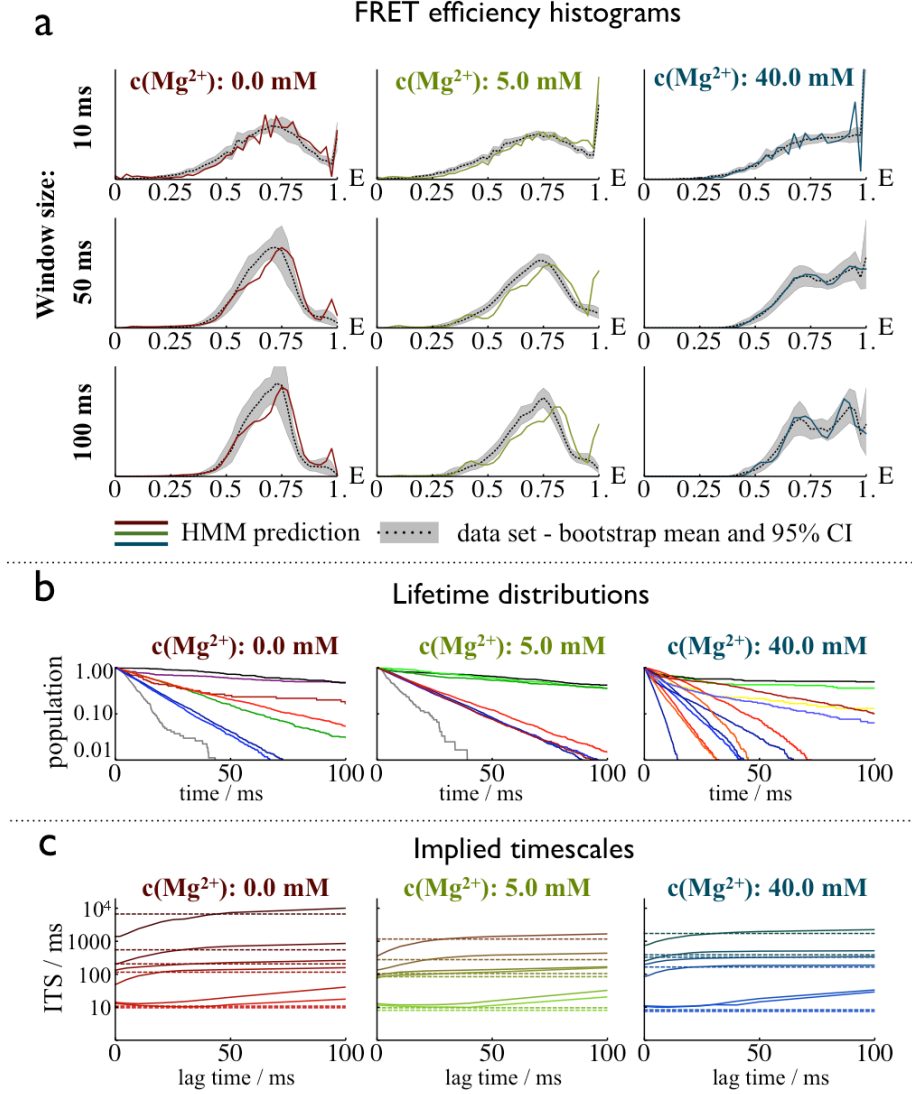 a
FRET efficiency histograms
Window size:
10 ms
c(Mg²⁺): 0.0 mM
c(Mg²⁺): 5.0 mM
c(Mg²⁺): 40.0 mM
E
E
E
0 0.25 0.5 0.75 1.
0 0.25 0.5 0.75 1.
0 0.25 0.5 0.75 1.
50 ms
E
E
E
0 0.25 0.5 0.75 1.
0 0.25 0.5 0.75 1.
0 0.25 0.5 0.75 1.
100 ms
E
E
E
0 0.25 0.5 0.75 1.
0 0.25 0.5 0.75 1.
0 0.25 0.5 0.75 1.
HMM prediction
data set - bootstrap mean and 95% CI
b
Lifetime distributions
c(Mg²⁺): 0.0 mM
c(Mg²⁺): 5.0 mM
c(Mg²⁺): 40.0 mM
population
1.00
0.10
0.01
0 50 100
0 50 100
0 50 100
time / ms
time / ms
time / ms
c
Implied timescales
c(Mg²⁺): 0.0 mM
c(Mg²⁺): 5.0 mM
c(Mg²⁺): 40.0 mM
ITS / ms
10⁴
1000
100
10
0 50 100
0 50 100
0 50 100
lag time / ms
lag time / ms
lag time / ms